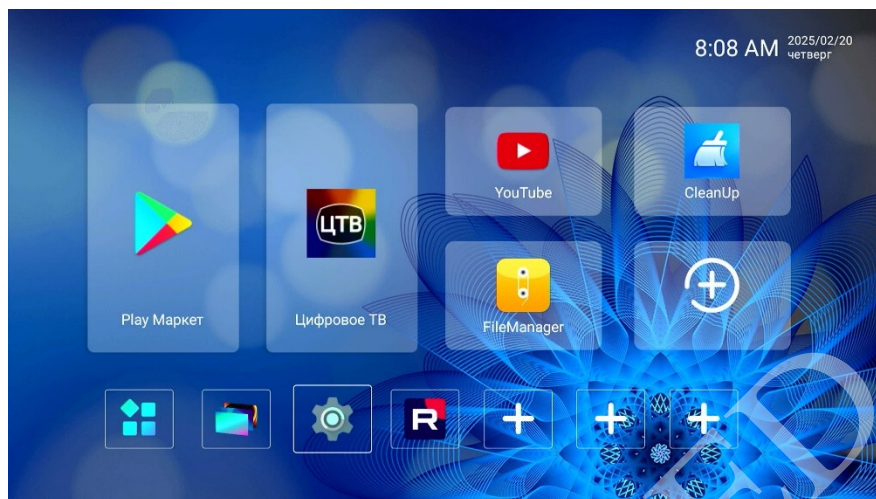 8:08 AM
2025/02/20
четверг
YouTube
CleanUp
ЦТВ
Play Маркет
Цифровое ТВ
FileManager
R